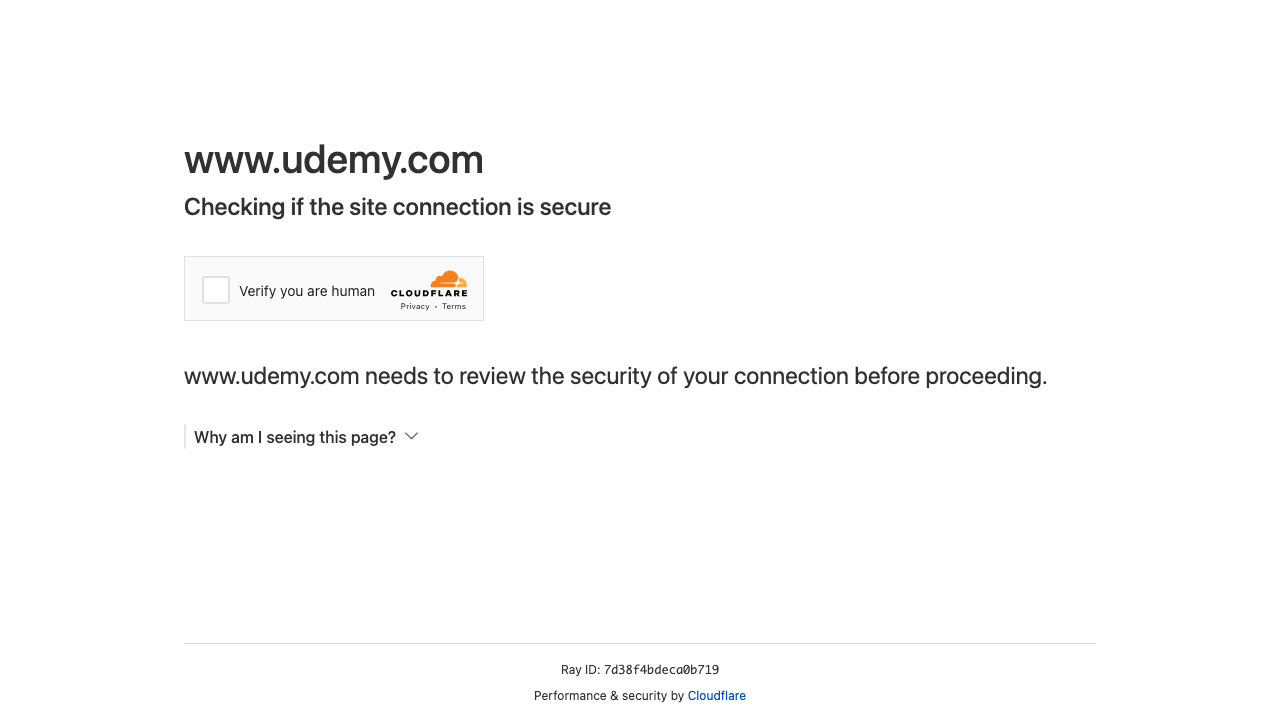 www.udemy.com
Checking if the site connection is secure
Verify you are human
CLOUDFLARE
Privacy • Terms
www.udemy.com needs to review the security of your connection before proceeding.
Why am I seeing this page?
Ray ID: 7d38f4bdeca0b719
Performance & security by Cloudflare